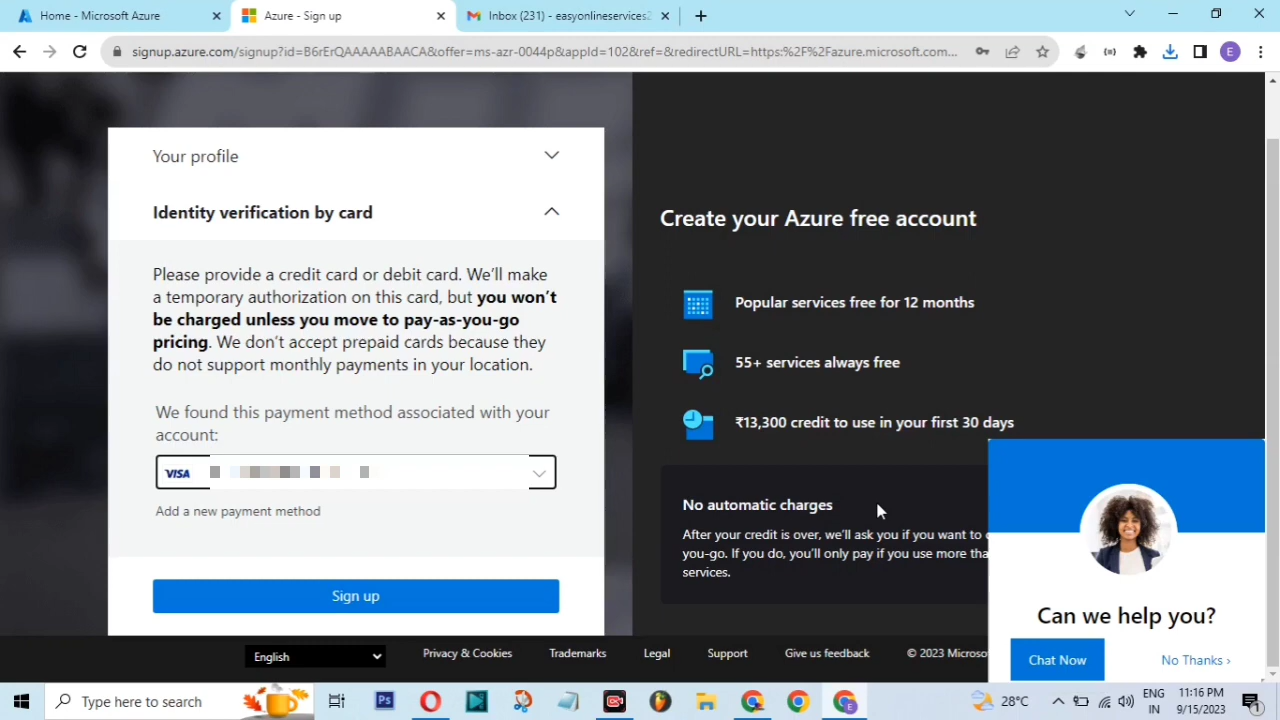 Home - Microsoft Azure
Azure - Sign up
Inbox (231) - easyonlineservices2
signup.azure.com/signup?id=B6rErQAAAAABAACA&offer=ms-azr-0044p&appId=102&ref=&redirectURL=https:%2F%2Fazure.microsoft.com...
E
Your profile
Identity verification by card
Please provide a credit card or debit card. We'll make
a temporary authorization on this card, but you won't
be charged unless you move to pay-as-you-go
pricing. We don't accept prepaid cards because they
do not support monthly payments in your location.
We found this payment method associated with your
account:
VISA
Add a new payment method
Sign up
Create your Azure free account
Popular services free for 12 months
55+ services always free
₹13,300 credit to use in your first 30 days
No automatic charges
After your credit is over, we'll ask you if you want to
you-go. If you do, you'll only pay if you use more
services.
Can we help you?
Chat Now
No Thanks ›
English
Privacy & Cookies
Trademarks
Legal
Support
Give us feedback
© 2023
Type here to search
Ps
E
28°C
ENG
IN
11:16 PM
9/15/2023
1